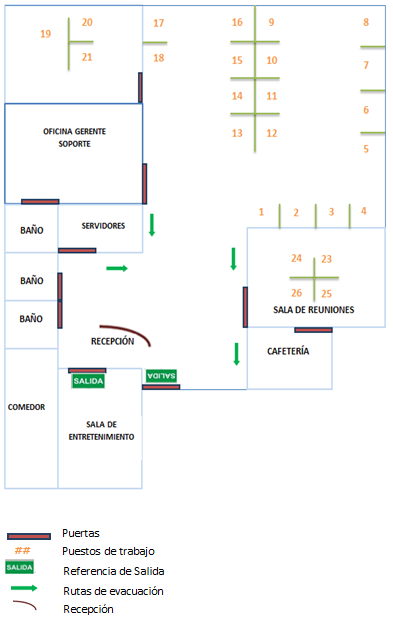 20 17 16 9 8
19
21 18 15 10 7
14 11 6
OFICINA GERENTE
SOPORTE
13 12 5
BAÑO SERVIDORES 1 2 3 4
24 23
BAÑO 26 25
SALA DE REUNIONES
BAÑO
RECEPCIÓN CAFETERÍA
SALIDA SALIDA
COMEDOR
SALA DE
ENTRETENIMIENTO
Puertas
## Puestos de trabajo
SALIDA Referencia de Salida
Rutas de evacuación
Recepción